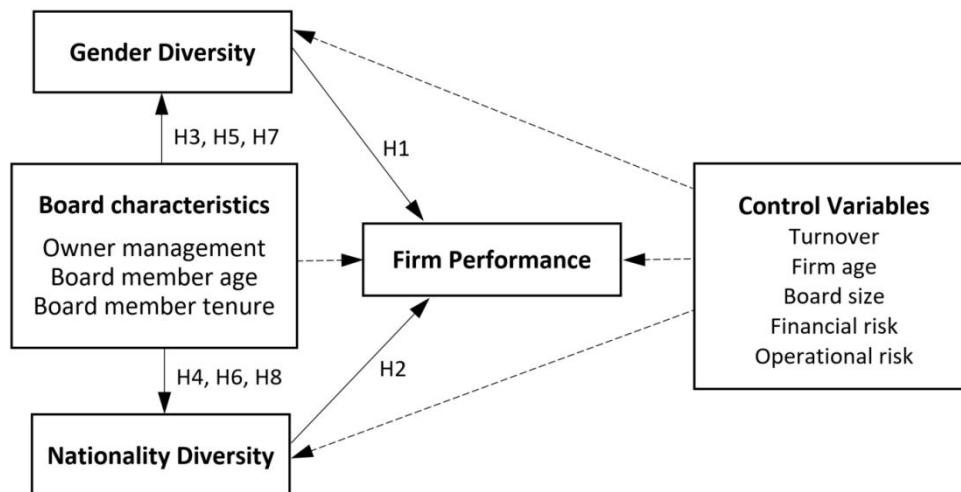 Gender Diversity
H3, H5, H7
H1
Board characteristics
Owner management
Board member age
Board member tenure
Firm Performance
Control Variables
Turnover
Firm age
Board size
Financial risk
Operational risk
H4, H6, H8
H2
Nationality Diversity